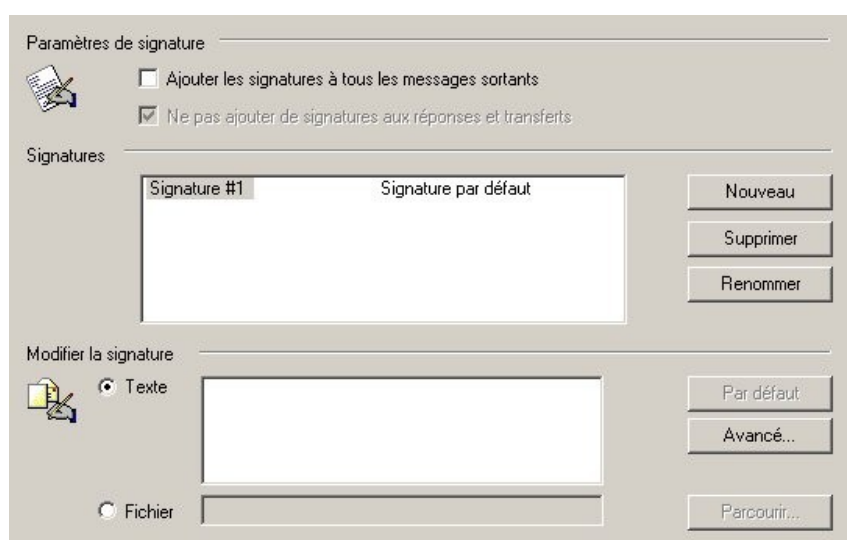 Paramètres de signature
Ajouter les signatures à tous les messages sortants
Ne pas ajouter de signatures aux réponses et transferts
Signatures
Signature #1 Signature par défaut
Nouveau
Supprimer
Renommer
Modifier la signature
Texte
Par défaut
Avancé...
Fichier
Parcourir...